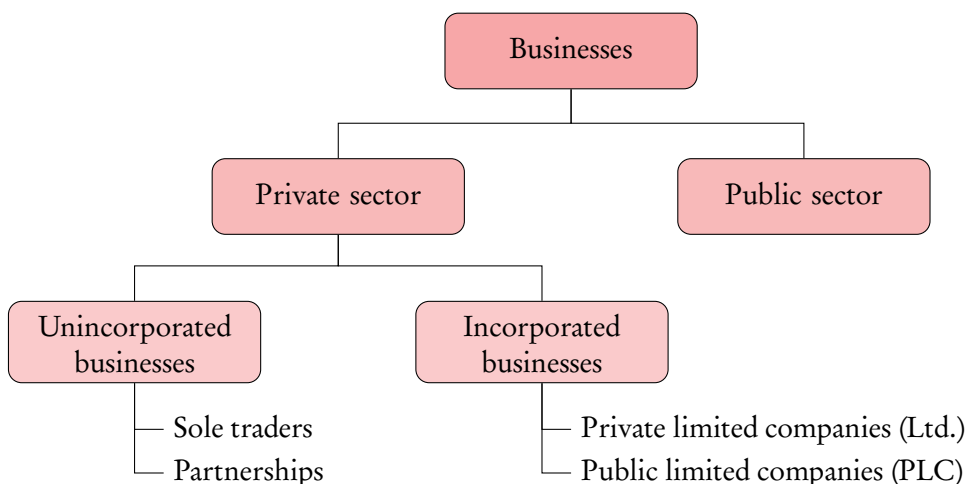 Businesses
Private sector
Public sector
Unincorporated
businesses
Incorporated
businesses
Sole traders
Partnerships
Private limited companies (Ltd.)
Public limited companies (PLC)